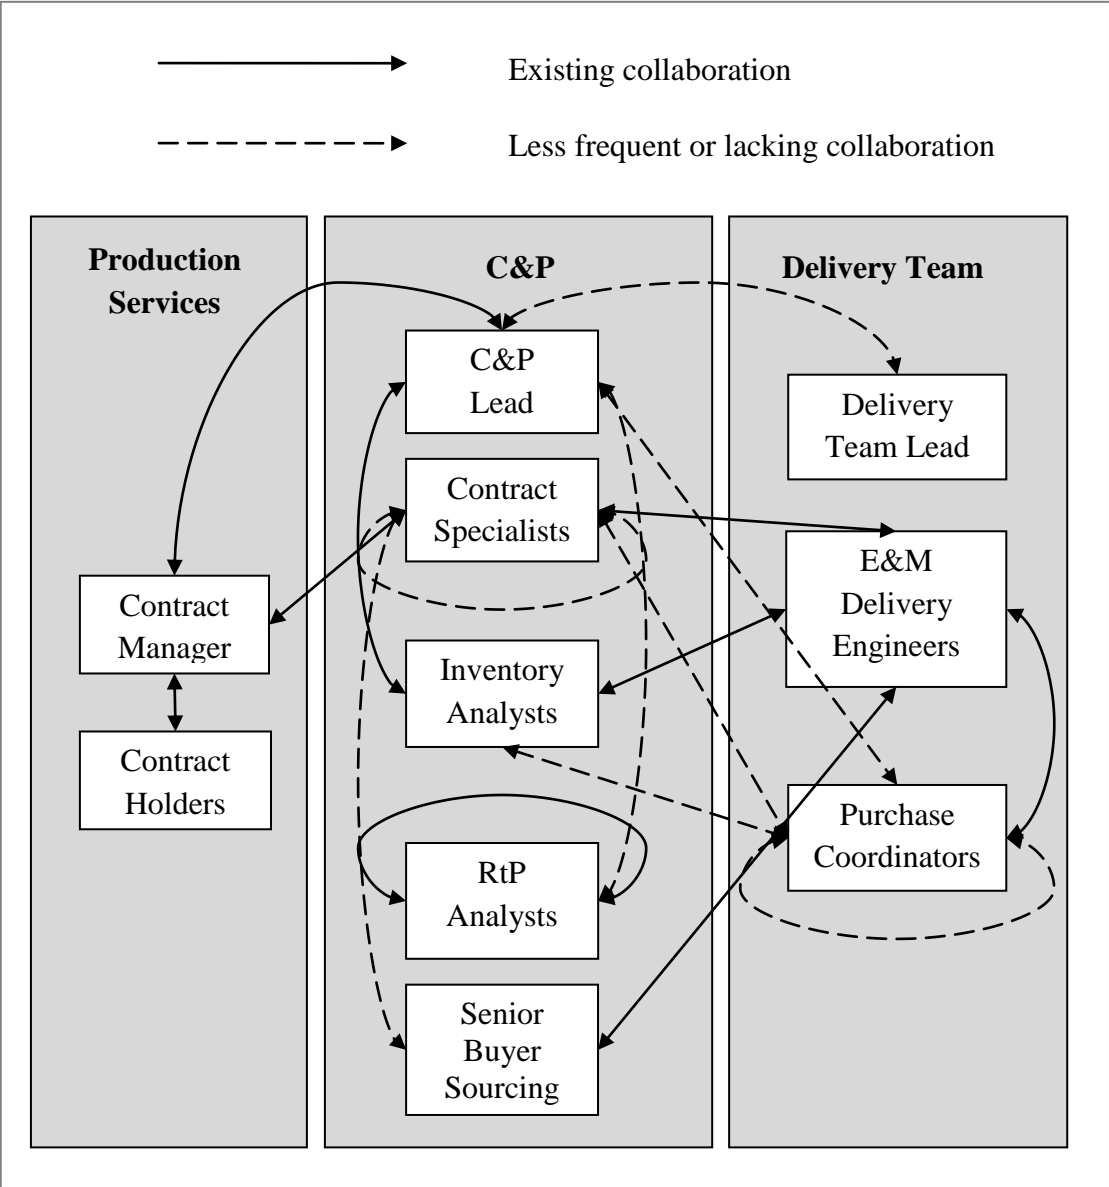 Existing collaboration
Less frequent or lacking collaboration
Production
Services
C&P
Delivery Team
C&P
Lead
Contract
Specialists
Inventory
Analysts
RtP
Analysts
Senior
Buyer
Sourcing
Contract
Manager
Contract
Holders
Delivery
Team Lead
E&M
Delivery
Engineers
Purchase
Coordinators